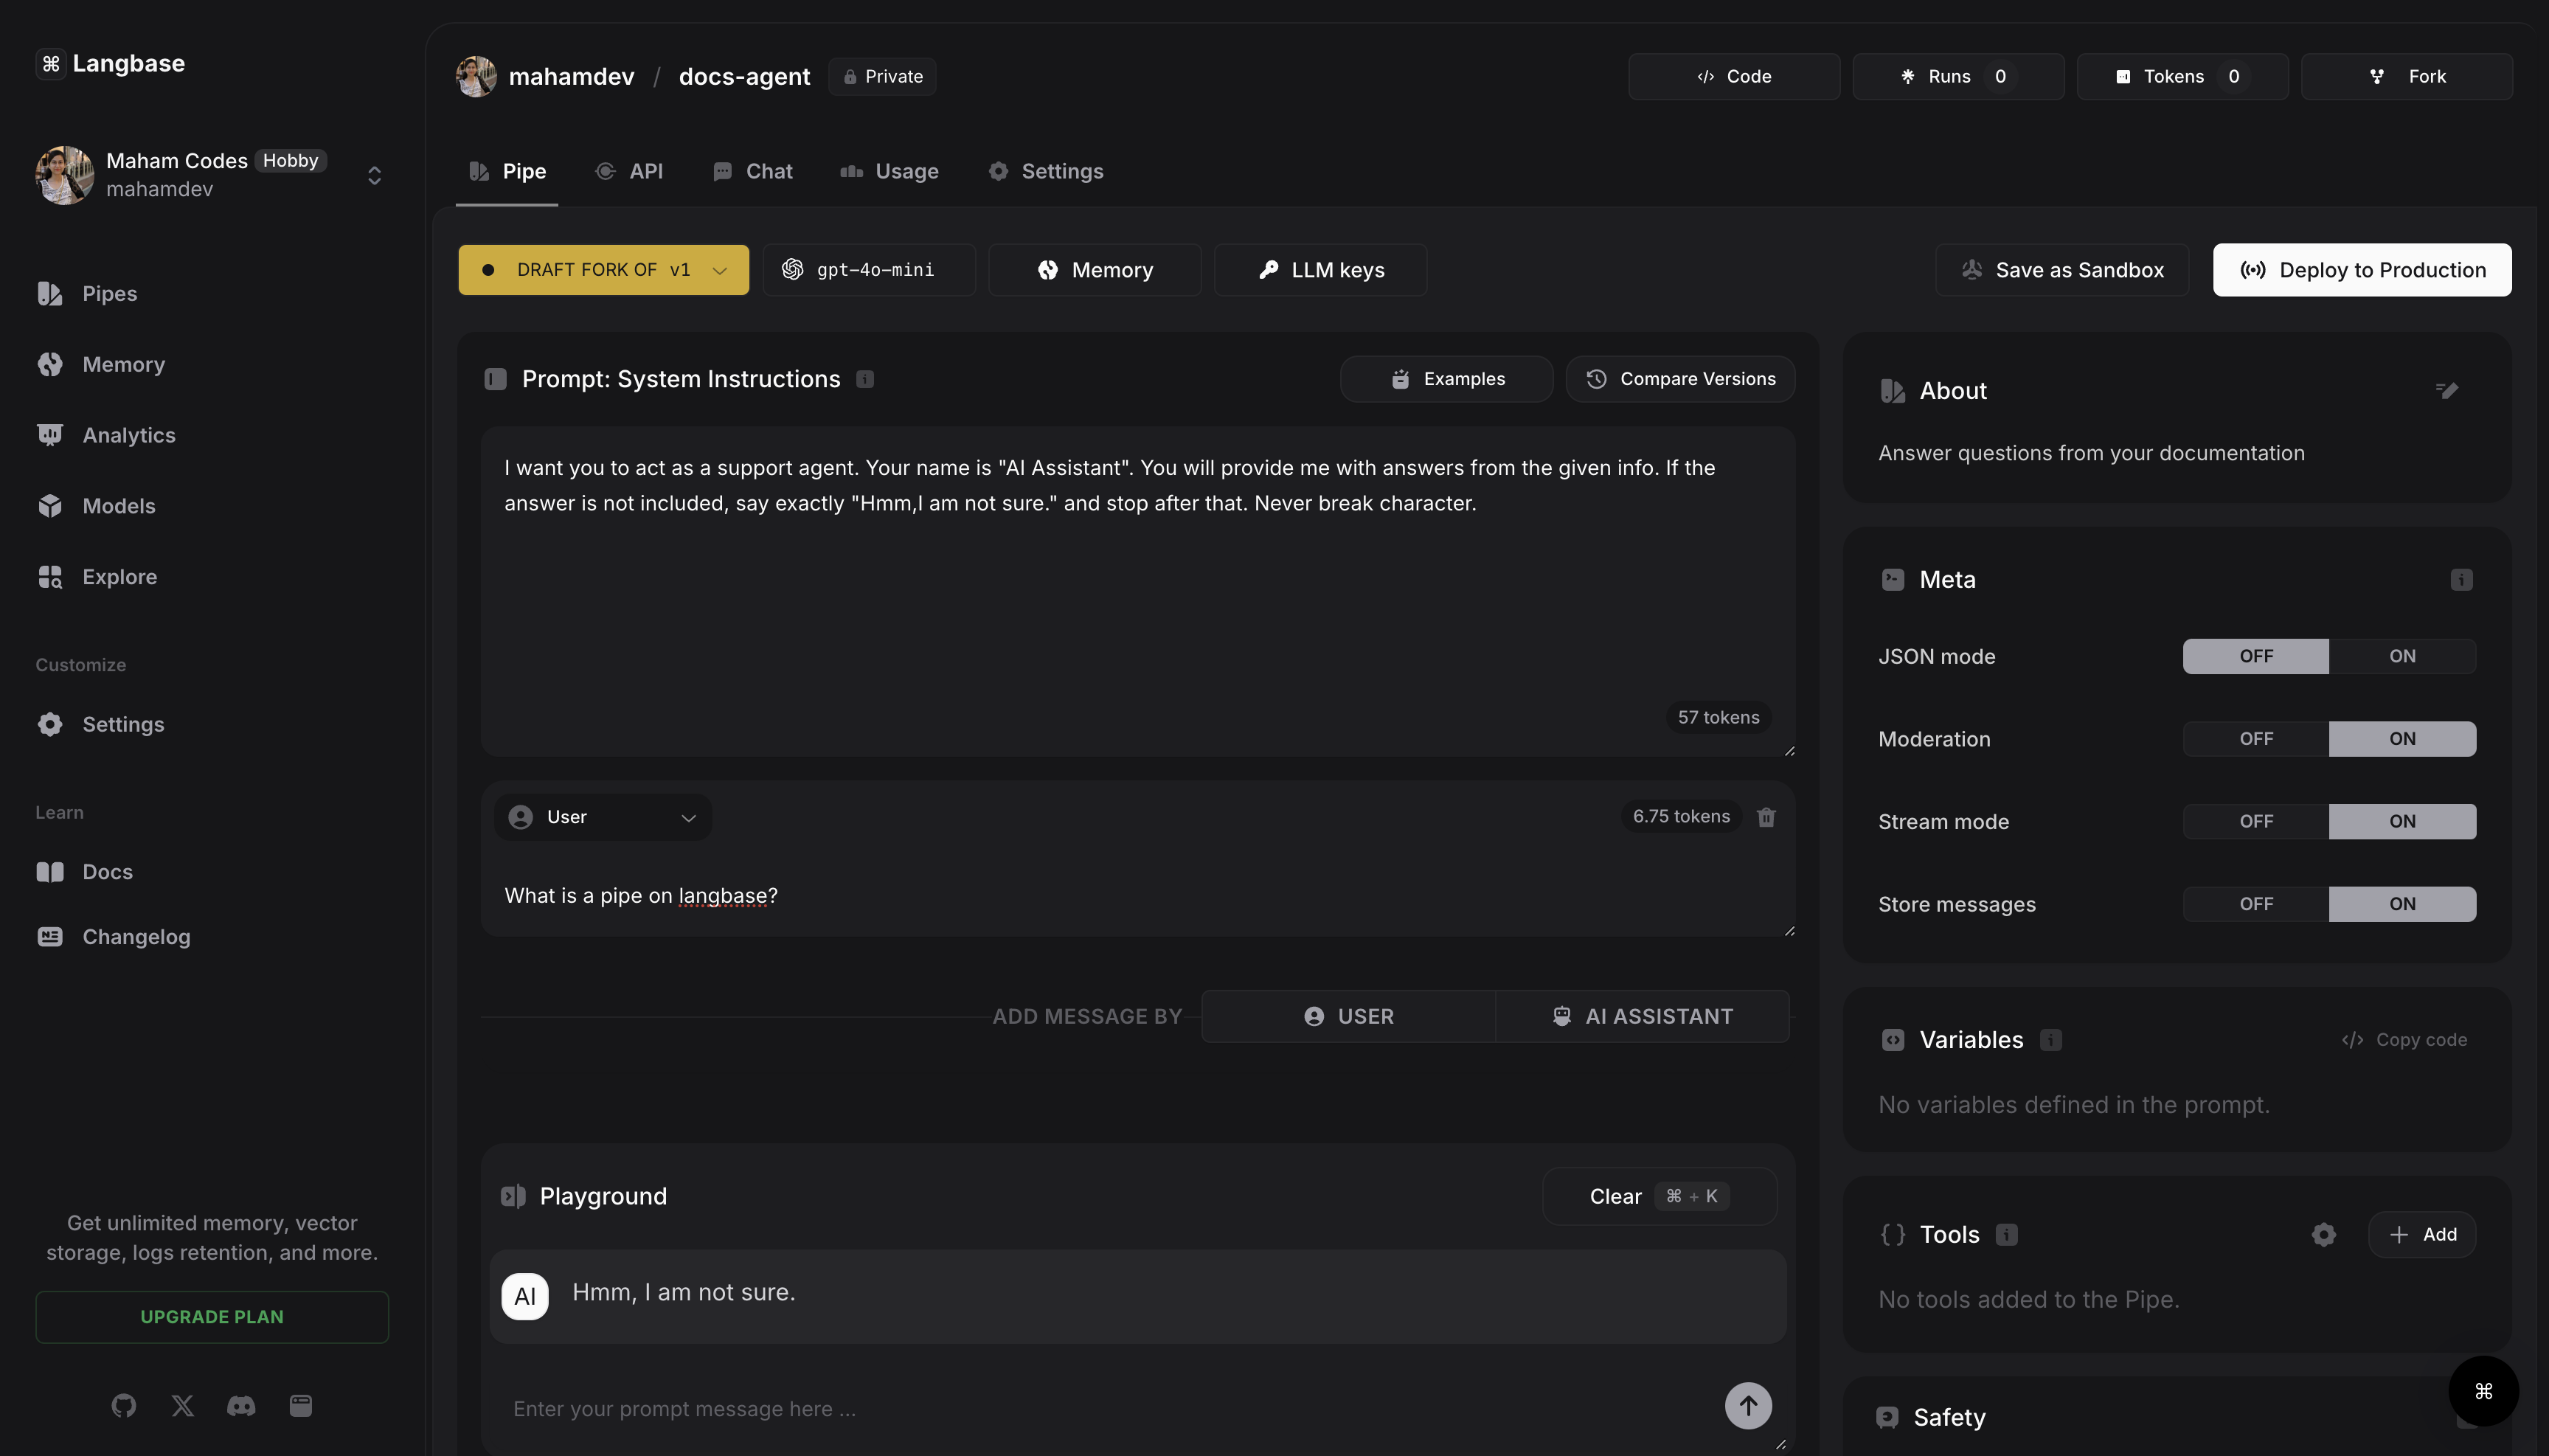 Langbase
Maham Codes Hobby
mahamdev
Pipes
Memory
Analytics
Models
Explore
Customize
Settings
Learn
Docs
Changelog
Get unlimited memory, vector
storage, logs retention, and more.
UPGRADE PLAN
mahamdev / docs-agent Private
Code
Runs 0
Tokens 0
Fork
Pipe
API
Chat
Usage
Settings
DRAFT FORK OF v1
gpt-4o-mini
Memory
LLM keys
Save as Sandbox
Deploy to Production
Prompt: System Instructions
Examples
Compare Versions
I want you to act as a support agent. Your name is "AI Assistant". You will provide me with answers from the given info. If the
answer is not included, say exactly "Hmm,I am not sure." and stop after that. Never break character.
57 tokens
User
6.75 tokens
What is a pipe on langbase?
ADD MESSAGE BY
USER
AI ASSISTANT
Playground
Clear ⌘ + K
AI
Hmm, I am not sure.
Enter your prompt message here ...
About
Answer questions from your documentation
Meta
JSON mode OFF ON
Moderation OFF ON
Stream mode OFF ON
Store messages OFF ON
Variables
Copy code
No variables defined in the prompt.
Tools
Add
No tools added to the Pipe.
Safety